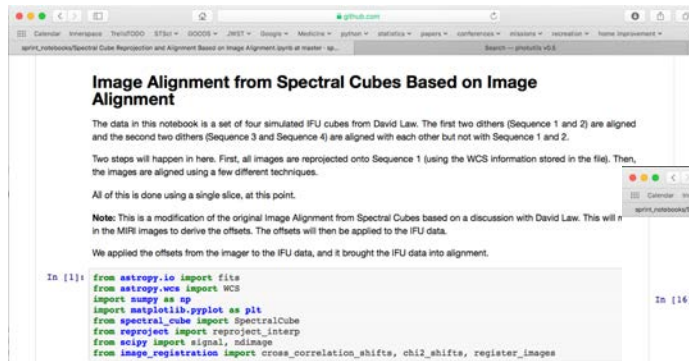 github.com
Calendar Innerspace TrelloTODO STScI GOODS JWST Google Medicine python statistics papers conferences missions recreation home improvement
sprint_notebooks/Spectral Cube Reprojection and Alignment Based on Image Alignment.ipynb at master · sp...
Search — photutils v0.5
Image Alignment from Spectral Cubes Based on Image
Alignment
The data in this notebook is a set of four simulated IFU cubes from David Law. The first two dithers (Sequence 1 and 2) are aligned
and the second two dithers (Sequence 3 and Sequence 4) are aligned with each other but not with Sequence 1 and 2.
Two steps will happen in here. First, all images are reprojected onto Sequence 1 (using the WCS information stored in the file). Then,
the images are aligned using a few different techniques.
All of this is done using a single slice, at this point.
Note: This is a modification of the original Image Alignment from Spectral Cubes based on a discussion with David Law. This will
in the MIRI images to derive the offsets. The offsets will then be applied to the IFU data.
We applied the offsets from the imager to the IFU data, and it brought the IFU data into alignment.
In [1]: from astropy.io import fits
from astropy.wcs import WCS
import numpy as np
import matplotlib.pyplot as plt
from spectral_cube import SpectralCube
from reproject import reproject_interp
from scipy import signal, ndimage
from image_registration import cross_correlation_shifts, chi2_shifts, register_images
Calendar
sprint_notebooks/S
In [16]